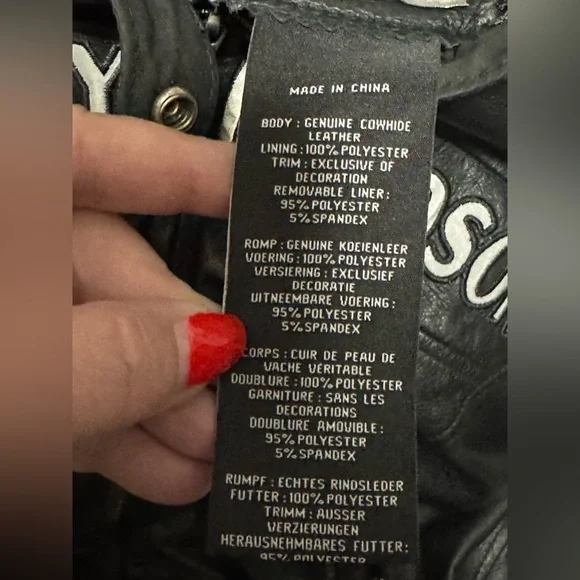 MADE IN CHINA
BODY : GENUINE COWHIDE
LEATHER
LINING : 100% POLYESTER
TRIM : EXCLUSIVE OF
DECORATION
REMOVABLE LINER :
95% POLYESTER
5% SPANDEX
ROMP : GENUINE KOEIENLEER
VOERING : 100% POLYESTER
VERSIERING : EXCLUSIEF
DECORATIE
UITNEEMBARE VOERING :
95% POLYESTER
5% SPANDEX
CORPS : CUIR DE PEAU DE
VACHE VÉRITABLE
DOUBLURE : 100% POLYESTER
GARNITURE : SANS LES
DECORATIONS
DOUBLURE AMOVIBLE :
95% POLYESTER
5% SPANDEX
RUMPF : ECHTES RINDSLEDER
FUTTER : 100% POLYESTER
TRIMM : AUSSER
VERZIERUNGEN
HERAUSNEHMBARES FUTTER:
95% POLYESTER
Y
DSO